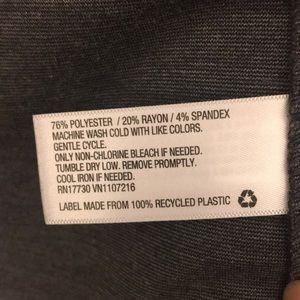 76% POLYESTER / 20% RAYON / 4% SPANDEX
MACHINE WASH COLD WITH LIKE COLORS.
GENTLE CYCLE.
ONLY NON-CHLORINE BLEACH IF NEEDED.
TUMBLE DRY LOW. REMOVE PROMPTLY.
COOL IRON IF NEEDED.
RN17730 VN1107216
LABEL MADE FROM 100% RECYCLED PLASTIC